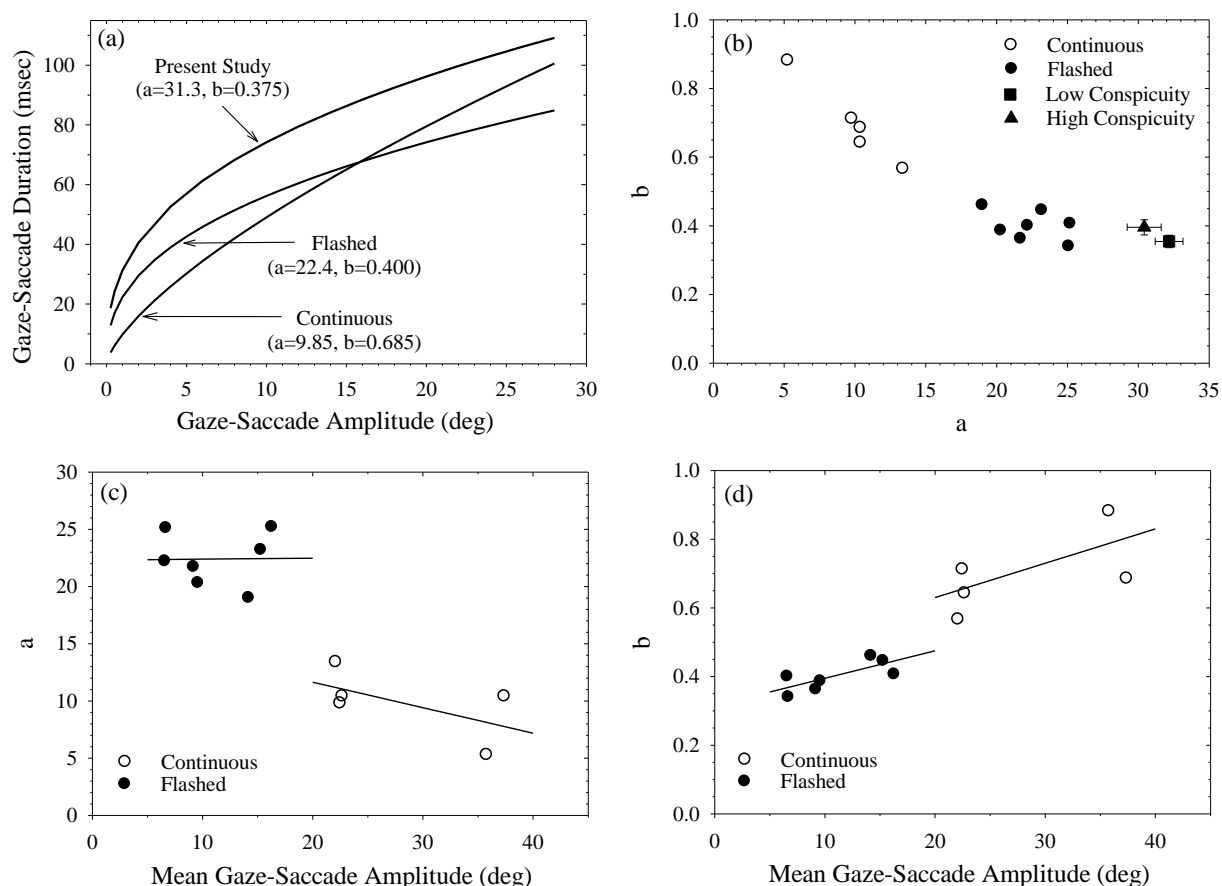 (a)
Gaze-Saccade Duration (msec)
100
80
60
40
20
0
Present Study
(a=31.3, b=0.375)
Flashed
(a=22.4, b=0.400)
Continuous
(a=9.85, b=0.685)
0 5 10 15 20 25 30
Gaze-Saccade Amplitude (deg)
(b)
b
1.0
0.8
0.6
0.4
0.2
0.0
Continuous
Flashed
Low Conspicuity
High Conspicuity
0 5 10 15 20 25 30 35
a
(c)
a
30
25
20
15
10
5
0
Continuous
Flashed
0 10 20 30 40
Mean Gaze-Saccade Amplitude (deg)
(d)
b
1.0
0.8
0.6
0.4
0.2
0.0
Continuous
Flashed
0 10 20 30 40
Mean Gaze-Saccade Amplitude (deg)